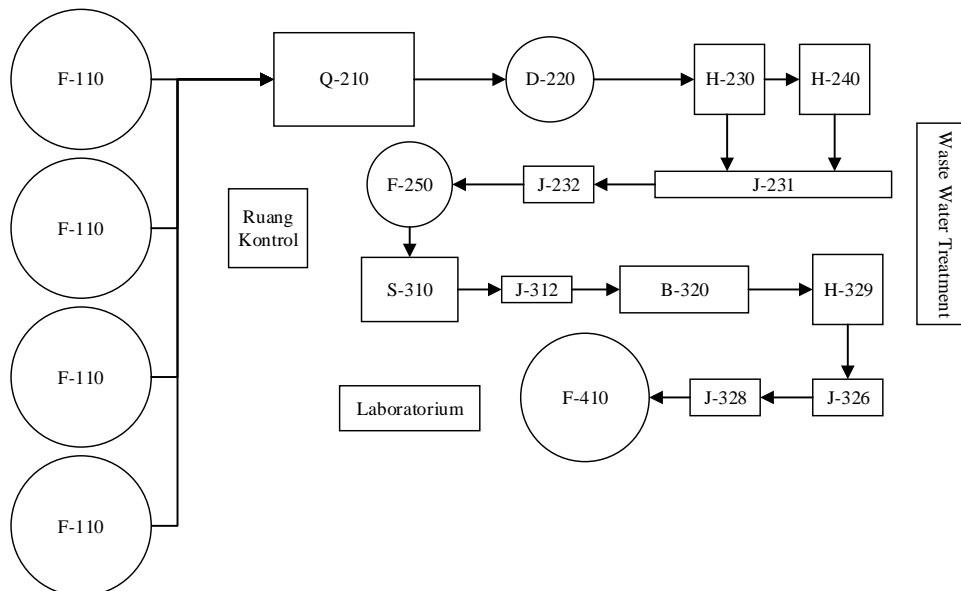 F-110
Q-210
D-220
H-230
H-240
F-110
F-250
J-232
J-231
Ruang
Kontrol
Waste Water Treatment
S-310
J-312
B-320
H-329
F-110
Laboratorium
F-410
J-328
J-326
F-110